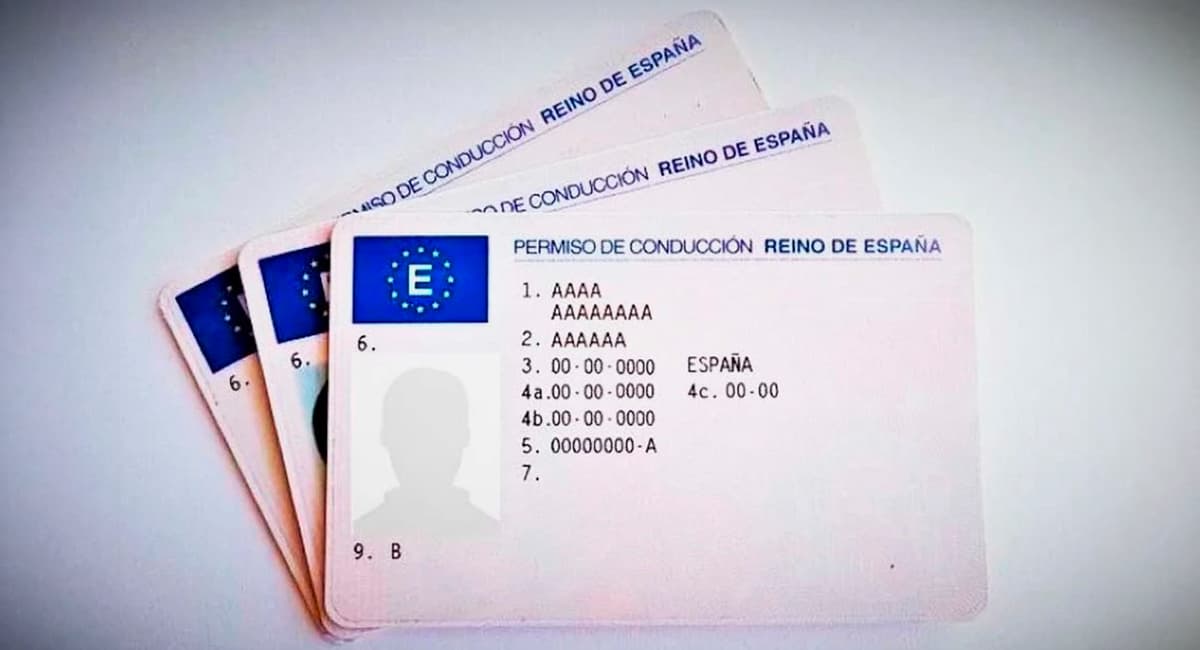 PERMISO DE CONDUCCIÓN REINO DE ESPAÑA
DE CONDUCCIÓN REINO DE ESPAÑA
6.
6.
E
PERMISO DE CONDUCCIÓN REINO DE ESPAÑA
1. AAAA
AAAAAAAA
2. AAAAAA
3. 00-00-0000 ESPAÑA
4a.00-00-0000 4c. 00-00
4b.00-00-0000
5. 00000000-A
7.
6.
9. B